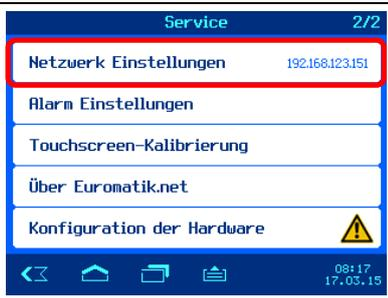 Service 2/2
Netzwerk Einstellungen 192.168.123.151
Alarm Einstellungen
Touchscreen-Kalibrierung
Über Euromatik.net
Konfiguration der Hardware
08:17
17.03.15